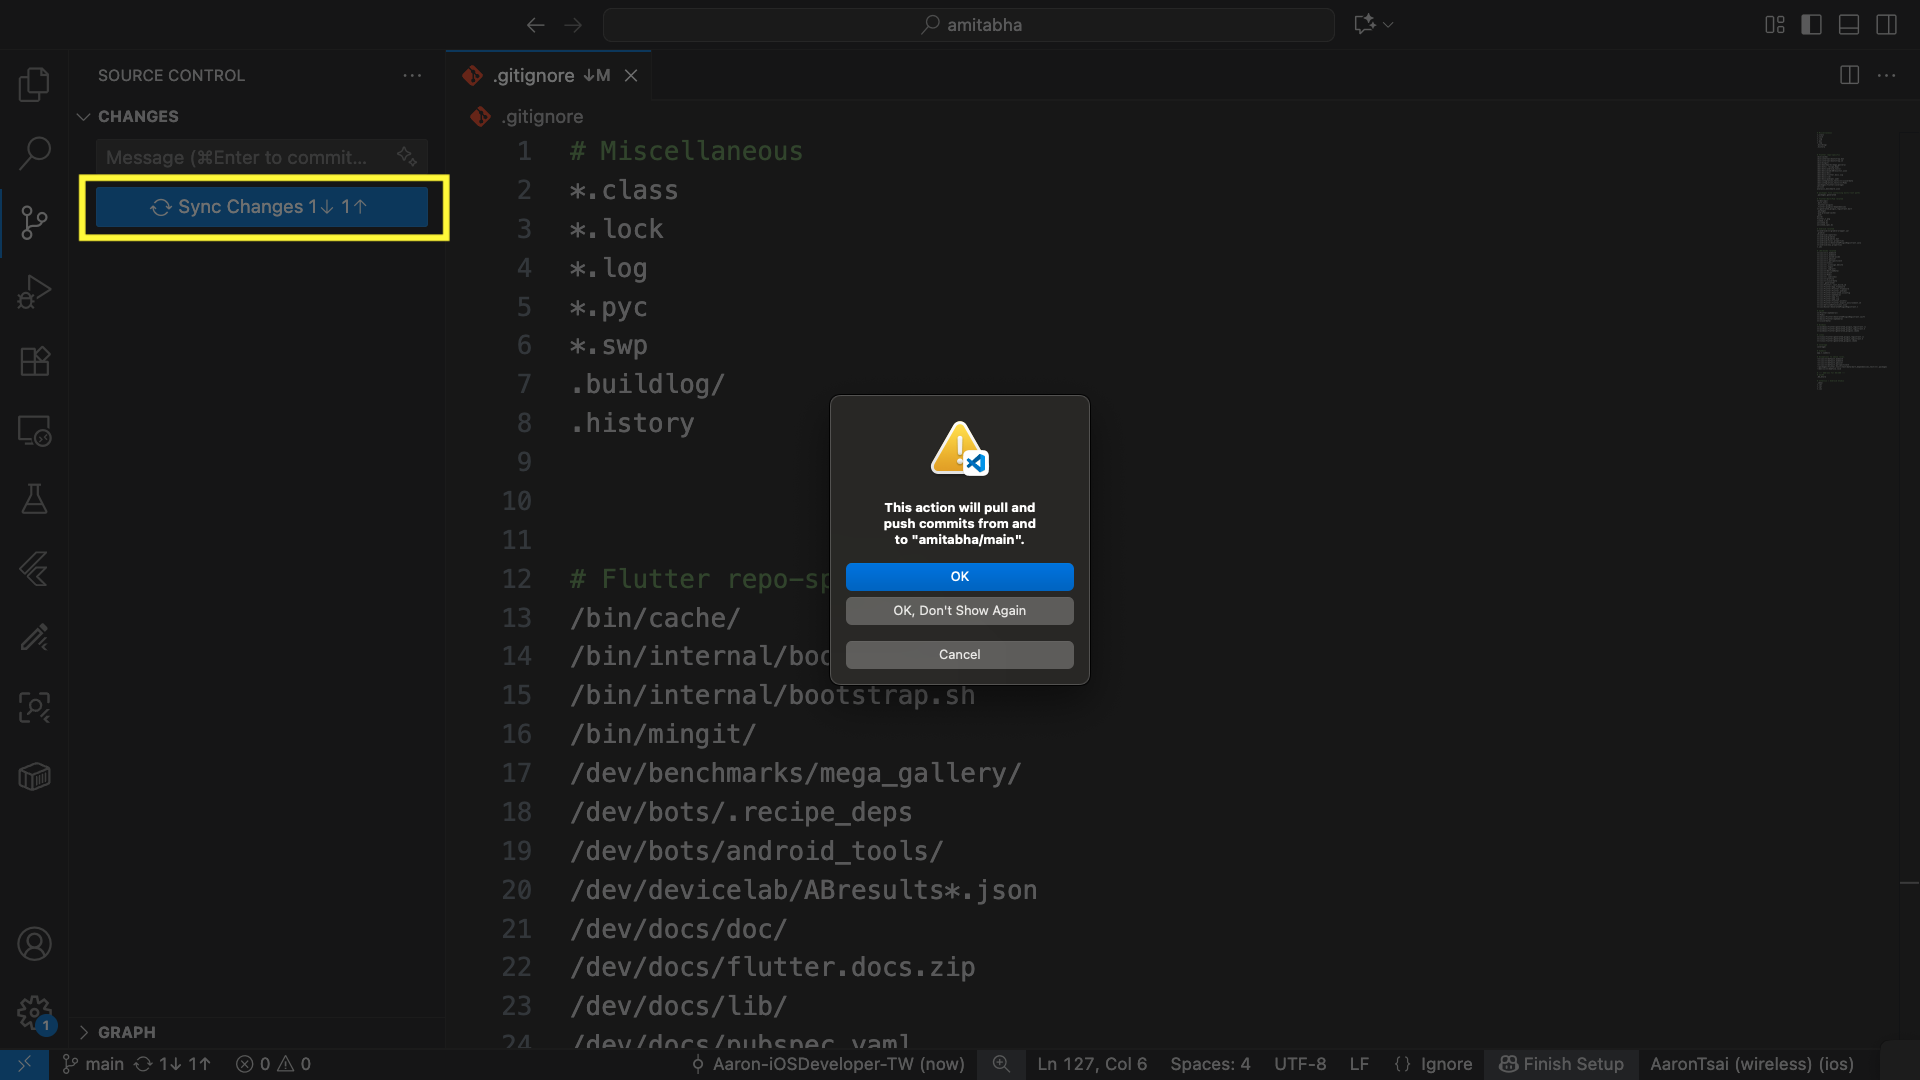 amitabha
SOURCE CONTROL
CHANGES
Message (⌘Enter to commit...
Sync Changes 1↓ 1↑
GRAPH
.gitignore ↓M
.gitignore
1 # Miscellaneous
2 *.class
3 *.lock
4 *.log
5 *.pyc
6 *.swp
7 .buildlog/
8 .history
9
10
11
12 # Flutter repo-sp
13 /bin/cache/
14 /bin/internal/boo
15 /bin/internal/bootstrap.sh
16 /bin/mingit/
17 /dev/benchmarks/mega_gallery/
18 /dev/bots/.recipe_deps
19 /dev/bots/android_tools/
20 /dev/devicelab/ABresults*.json
21 /dev/docs/doc/
22 /dev/docs/flutter.docs.zip
23 /dev/docs/lib/
24 /dev/docs/pubspec.yaml
This action will pull and
push commits from and
to "amitabha/main".
OK
OK, Don't Show Again
Cancel
1
main 1↓ 1↑ 0 0 Aaron-iOSDeveloper-TW (now) Ln 127, Col 6 Spaces: 4 UTF-8 LF {} Ignore Finish Setup AaronTsai (wireless) (ios)